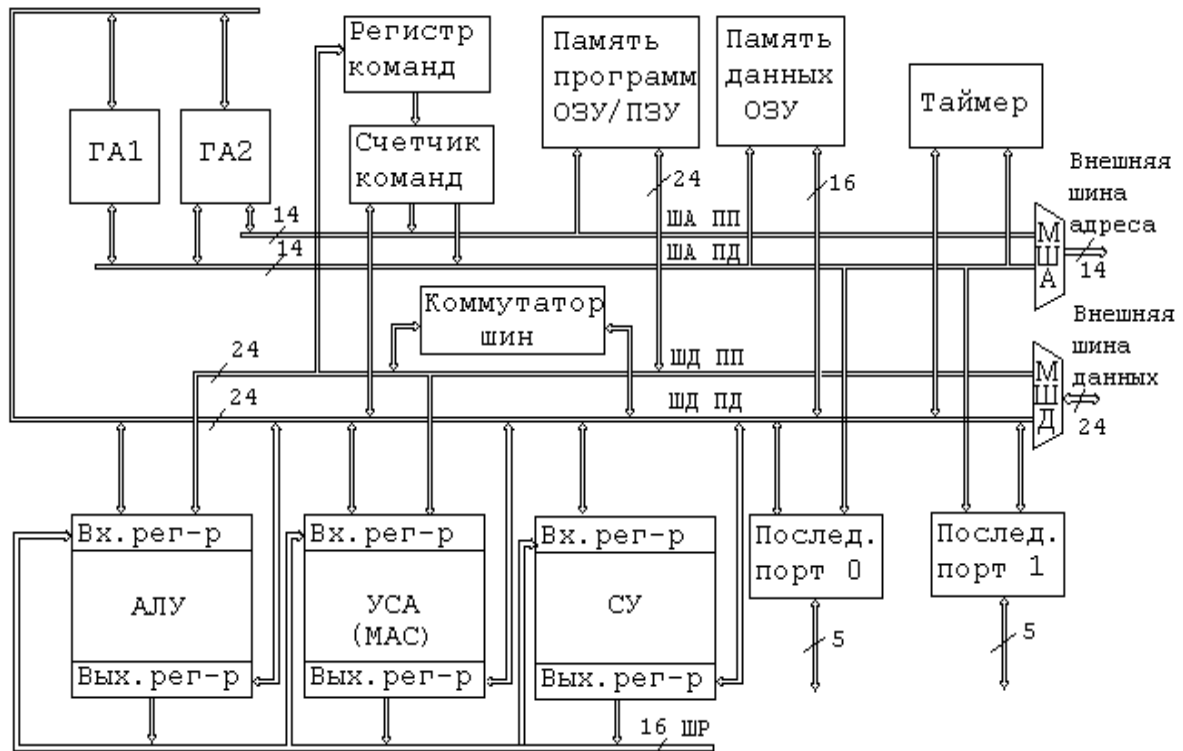 Регистр
команд
Память
программ
ОЗУ/ПЗУ
Память
данных
ОЗУ
Таймер
ГА1
ГА2
Счетчик
команд
24
16
Внешняя
шина
адреса
14
ША ПП
14
ША ПД
МША
14
Коммутатор
шин
Внешняя
шина
данных
24
ШД ПП
24
ШД ПД
МШД
24
Вх.рег-р
АЛУ
Вых.рег-р
Вх.рег-р
УСА
(МАС)
Вых.рег-р
Вх.рег-р
СУ
Вых.рег-р
Послед.
порт 0
5
Послед.
порт 1
5
16 ШР